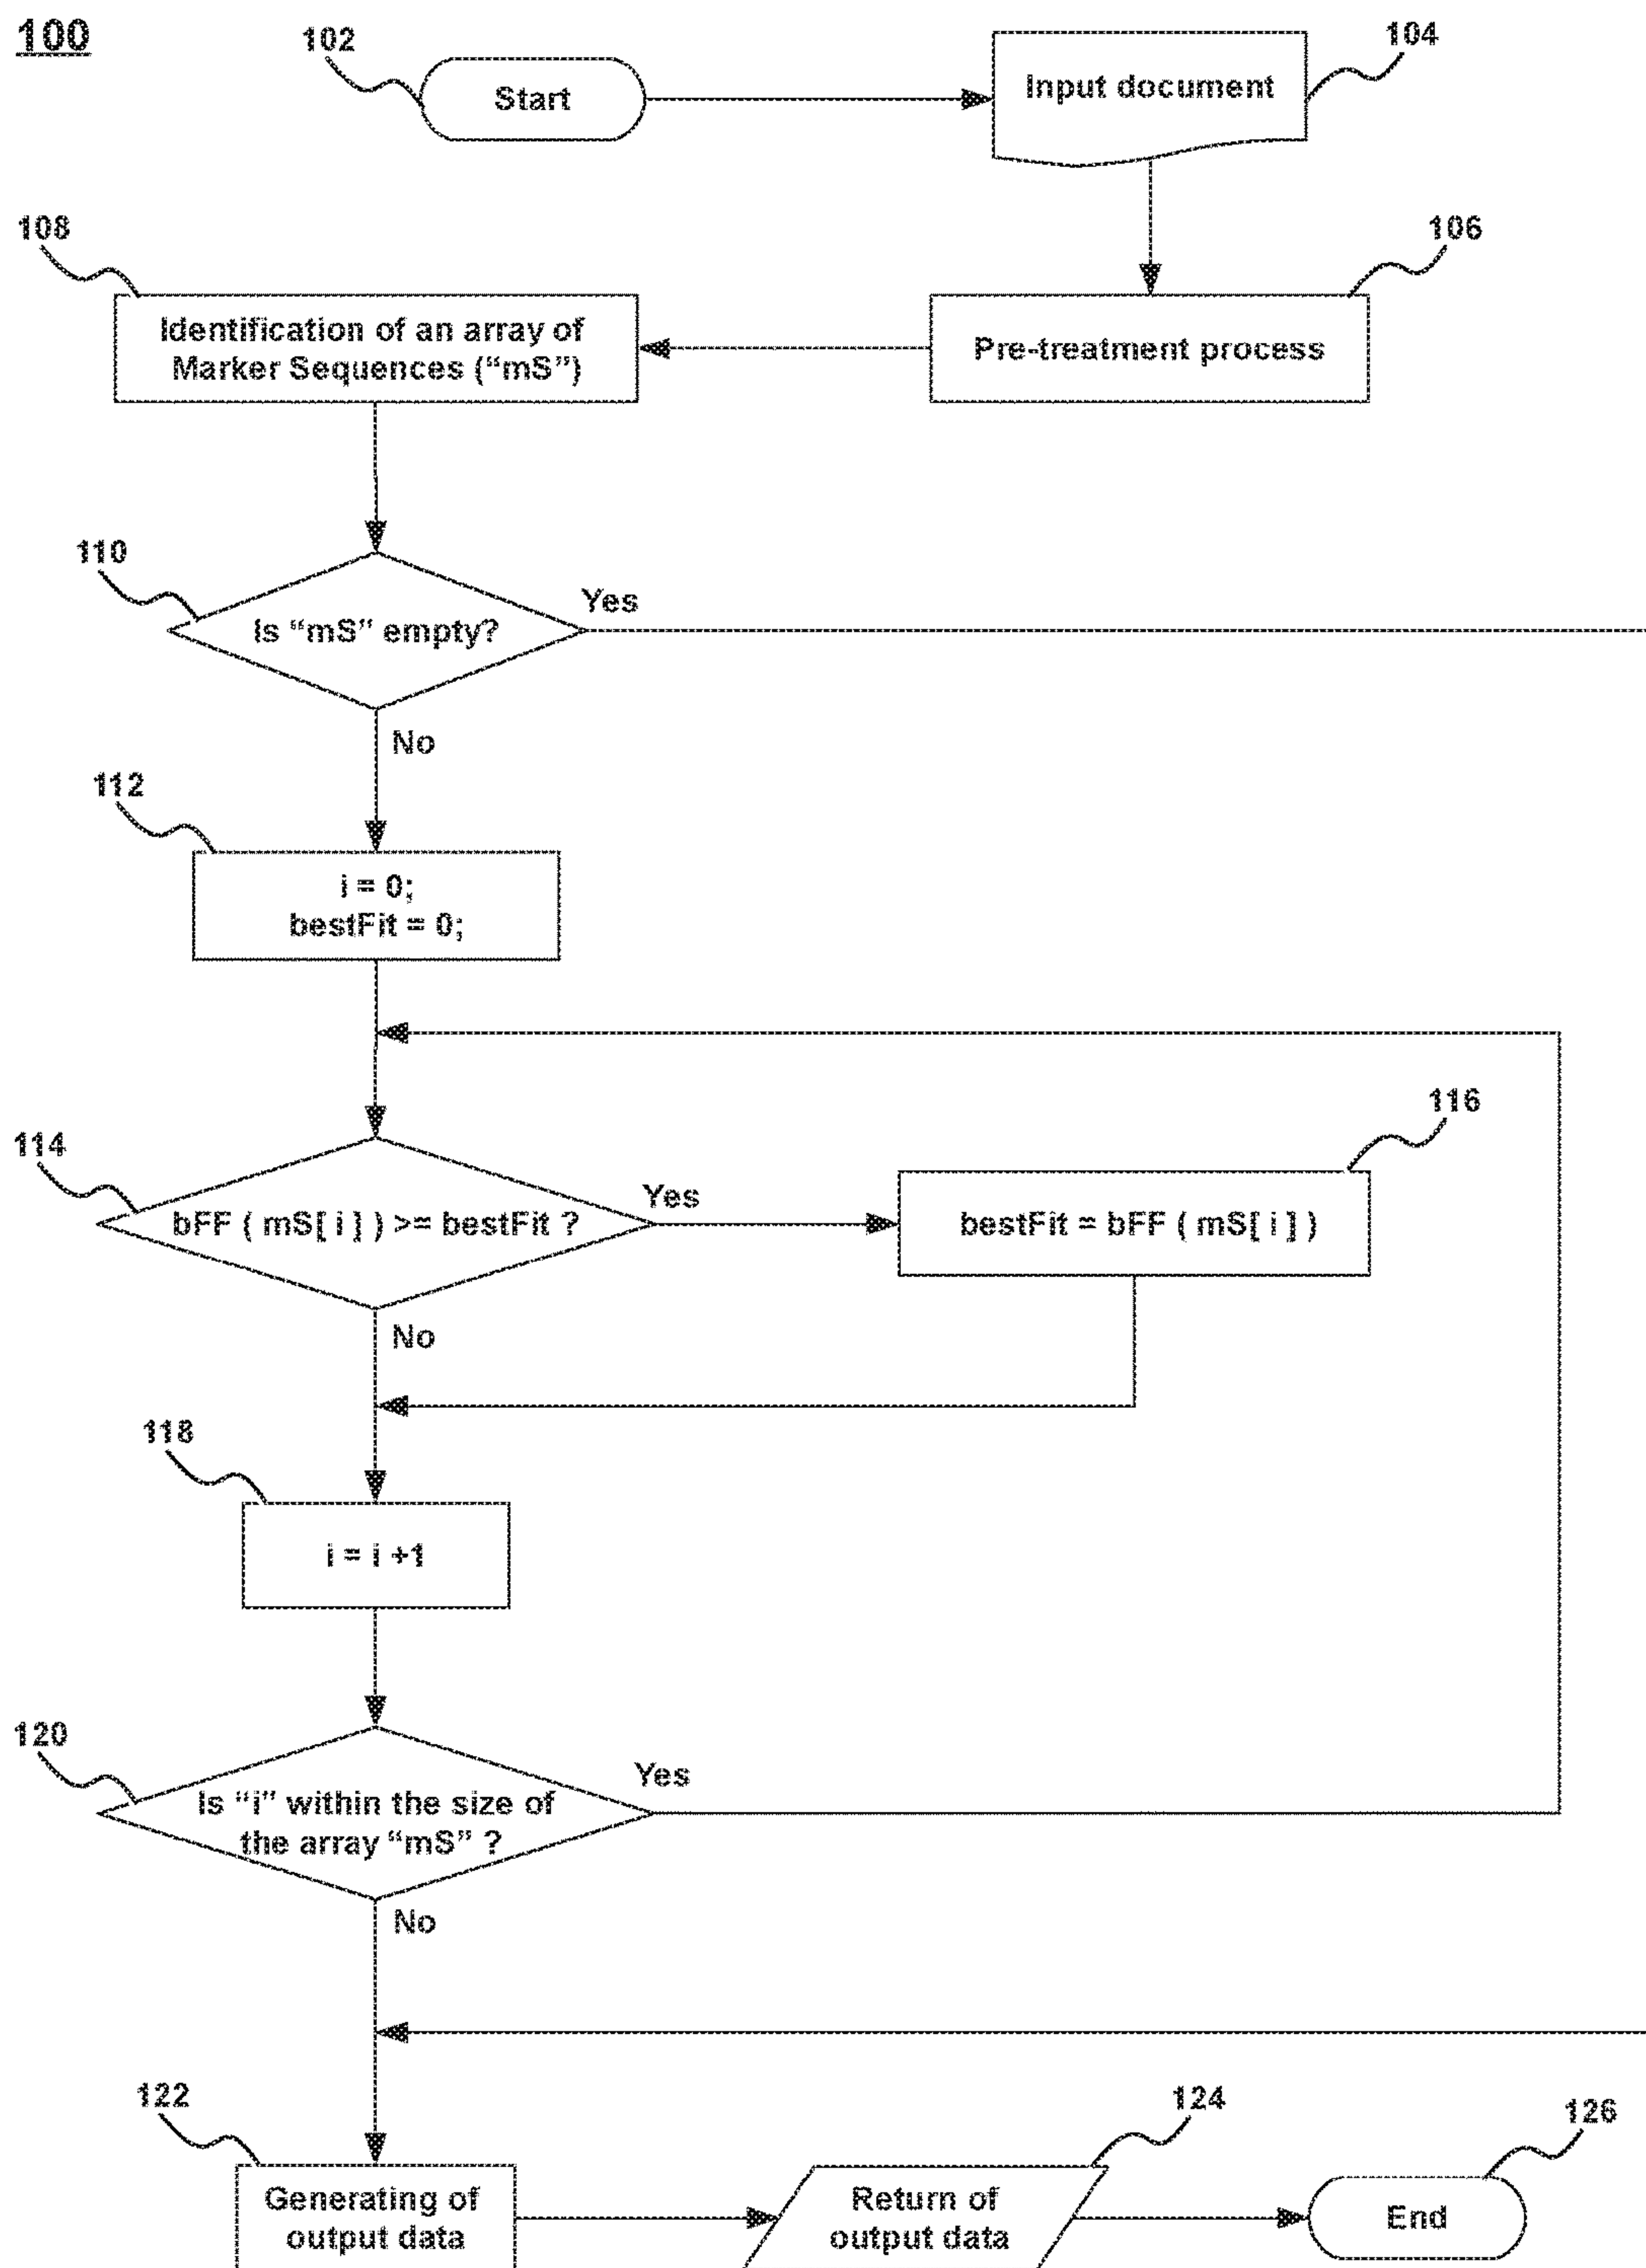 100
102
Start
Input document
104
108
106
Identification of an array of
Marker Sequences (“mS”)
Pre-treatment process
110
Is “mS” empty?
Yes
No
112
i = 0;
bestFit = 0;
114
bFF ( mS[ i ] ) >= bestFit ?
Yes
116
bestFit = bFF ( mS[ i ] )
No
118
i = i +1
120
Is “i” within the size of
the array “mS” ?
Yes
No
122
Generating of
output data
124
Return of
output data
126
End